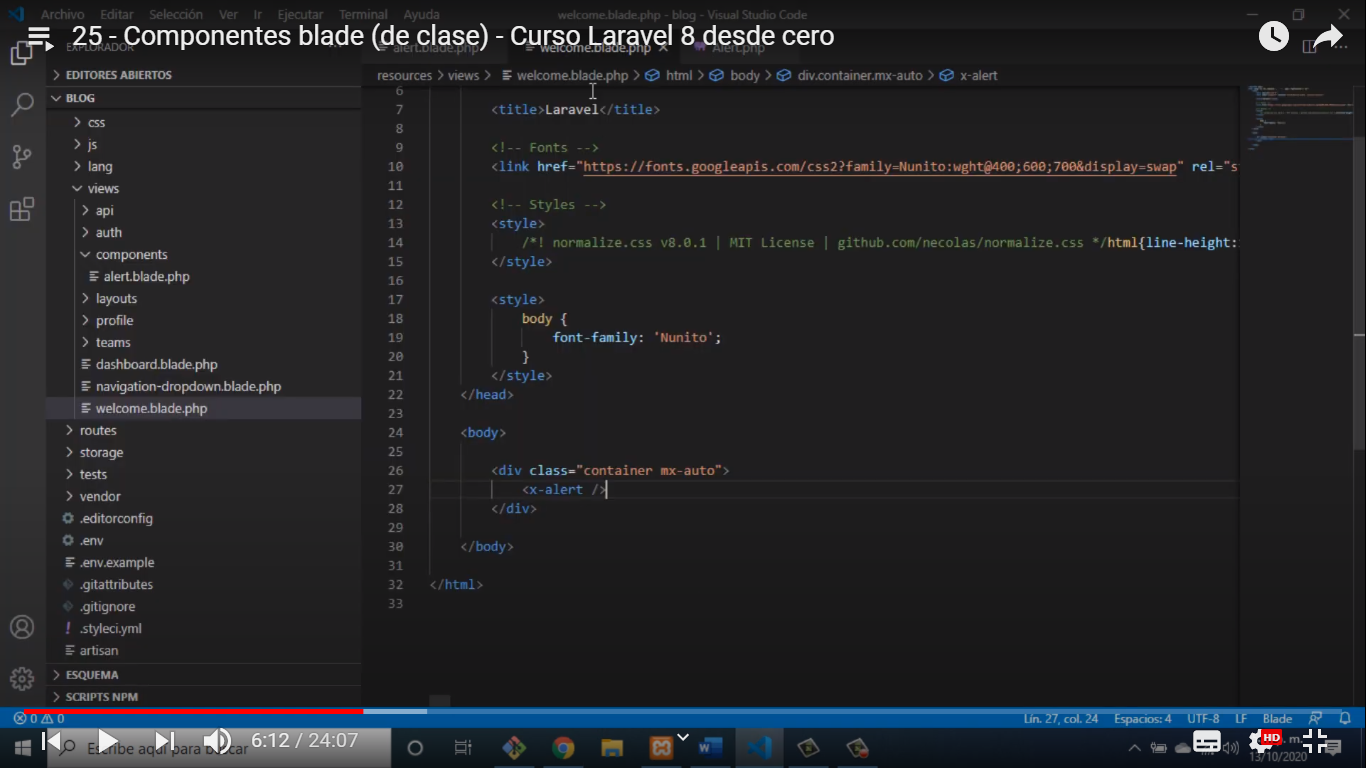 Archivo Editar Selección Ver Ir Ejecutar Terminal Ayuda welcome.blade.php - blog - Visual Studio Code
25 - Componentes blade (de clase) - Curso Laravel 8 desde cero
EXPLORADOR alert.blade.php welcome.blade.php Alert.php
EDITORES ABIERTOS
resources > views > welcome.blade.php > html > body > div.container.mx-auto > x-alert
BLOG
css
js
lang
views
api
auth
components
alert.blade.php
layouts
profile
teams
dashboard.blade.php
navigation-dropdown.blade.php
welcome.blade.php
routes
storage
tests
vendor
.editorconfig
.env
.env.example
.gitattributes
.gitignore
.styleci.yml
artisan
ESQUEMA
SCRIPTS NPM
6
7 <title>Laravel</title>
8
9 <!-- Fonts -->
10 <link href="https://fonts.googleapis.com/css2?family=Nunito:wght@400;600;700&display=swap" rel="s
11
12 <!-- Styles -->
13 <style>
14 /*! normalize.css v8.0.1 | MIT License | github.com/necolas/normalize.css */html{line-height:
15 </style>
16
17 <style>
18 body {
19 font-family: 'Nunito';
20 }
21 </style>
22 </head>
23
24 <body>
25
26 <div class="container mx-auto">
27 <x-alert />
28 </div>
29
30 </body>
31
32 </html>
33
0 0 Lín. 27, col. 24 Espacios: 4 UTF-8 LF Blade
Escribe aquí para buscar 6:12 / 24:07 HD
13/10/2020